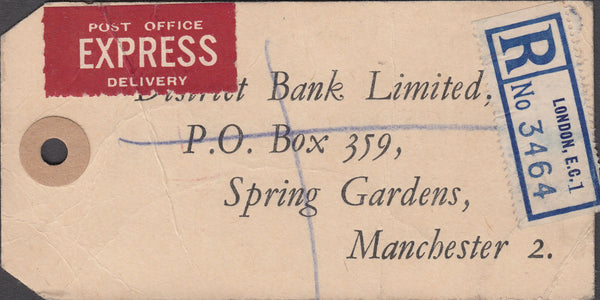 POST OFFICE
EXPRESS
DELIVERY
District Bank Limited,
P.O. Box 359,
Spring Gardens,
Manchester 2.
R
LONDON, E.C.1
No 3464